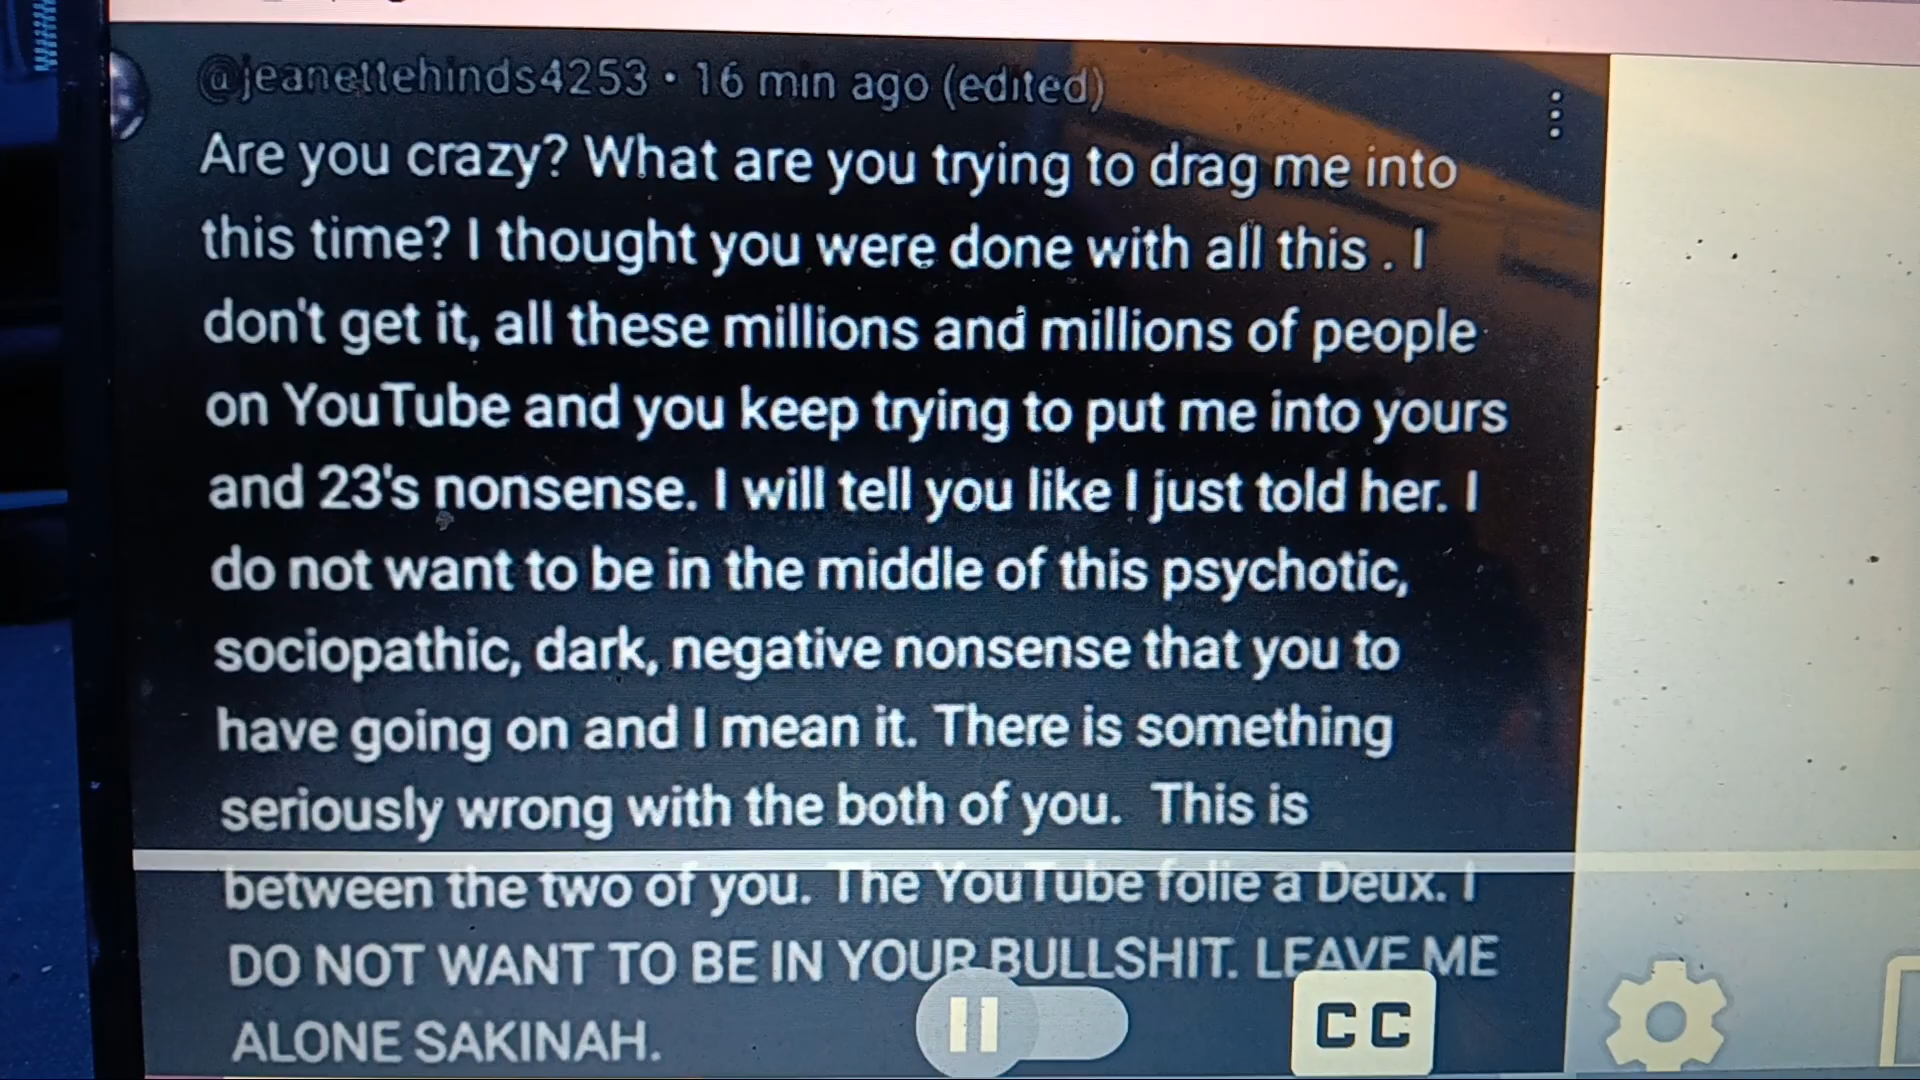 @jeanettehinds4253 • 16 min ago (edited)
Are you crazy? What are you trying to drag me into
this time? I thought you were done with all this . I
don't get it, all these millions and millions of people
on YouTube and you keep trying to put me into yours
and 23's nonsense. I will tell you like I just told her. I
do not want to be in the middle of this psychotic,
sociopathic, dark, negative nonsense that you to
have going on and I mean it. There is something
seriously wrong with the both of you. This is
between the two of you. The YouTube folie a Deux. I
DO NOT WANT TO BE IN YOUR BULLSHIT. LEAVE ME
ALONE SAKINAH.
CC